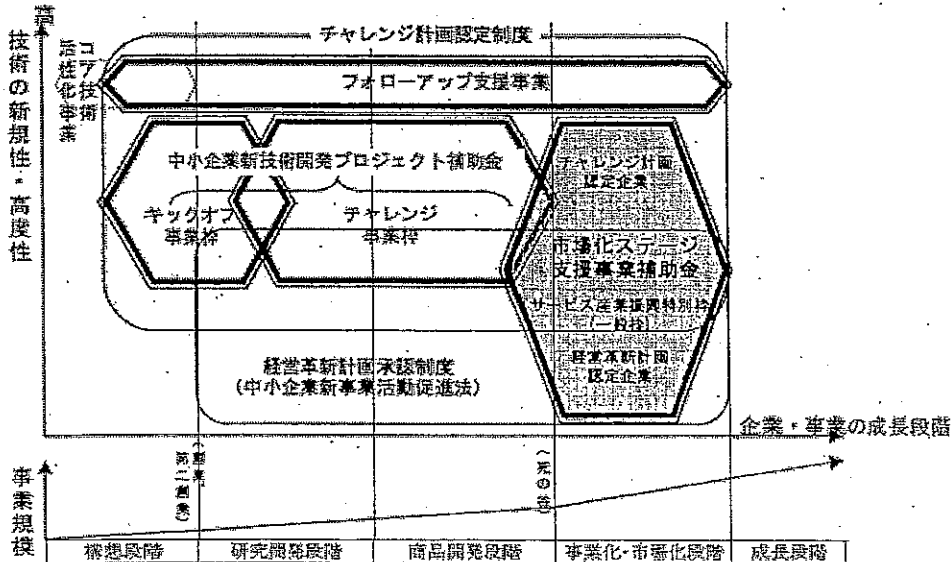 高
技術の新規性・高度性
コア技術
活性化事業
チャレンジ計画認定制度
フォローアップ支援事業
中小企業新技術開発プロジェクト補助金
キックオフ
事業枠
チャレンジ
事業枠
チャレンジ計画
認定企業
市場化ステージ
支援事業補助金
サービス産業振興特別枠
(一般枠)
経営革新計画
認定企業
経営革新計画承認制度
(中小企業新事業活動促進法)
企業・事業の成長段階
事業規模
(創業、
第二創業)
(死の谷)
構想段階
研究開発段階
商品開発段階
事業化・市場化段階
成長段階